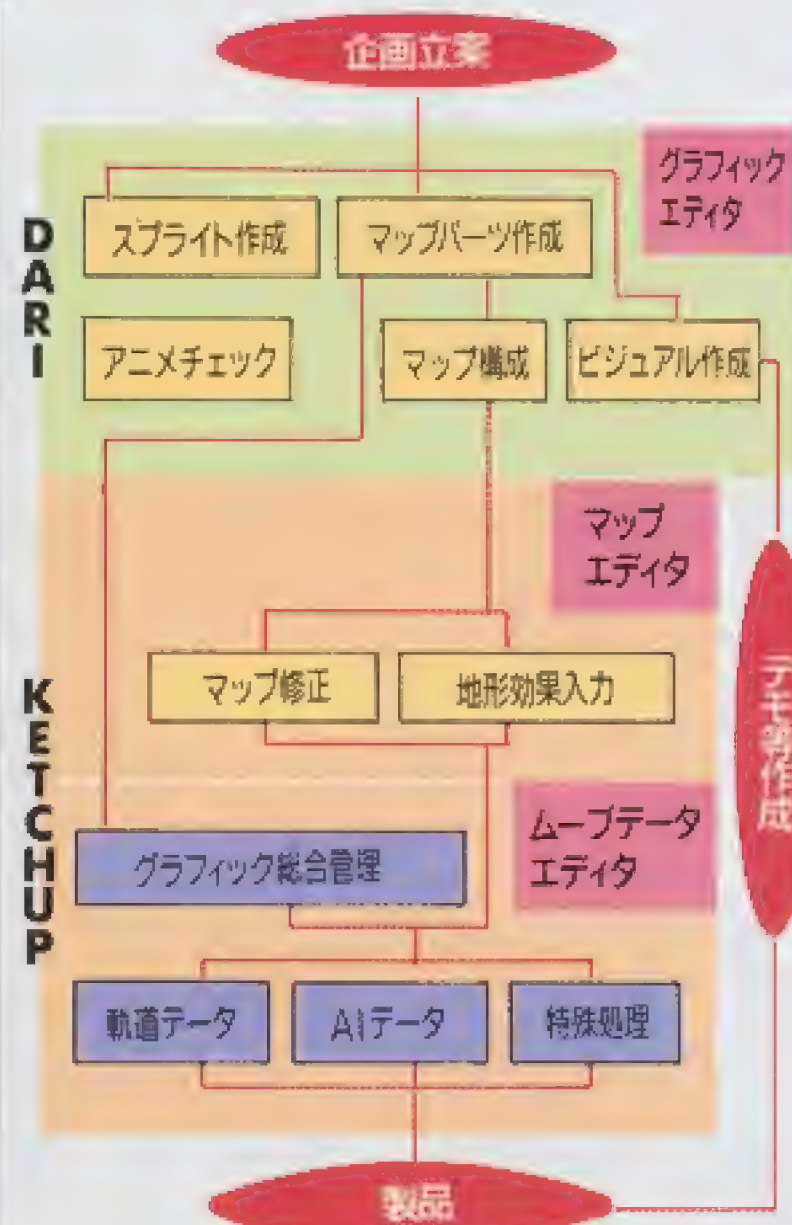 企画立案
グラフィック
エディタ
DARI
スプライト作成
マップパーツ作成
アニメチェック
マップ構成
ビジュアル作成
マップ
エディタ
KETCHUP
マップ修正
地形効果入力
デモ等作成
ムーブデータ
エディタ
グラフィック総合管理
軌道データ
AIデータ
特殊処理
製品